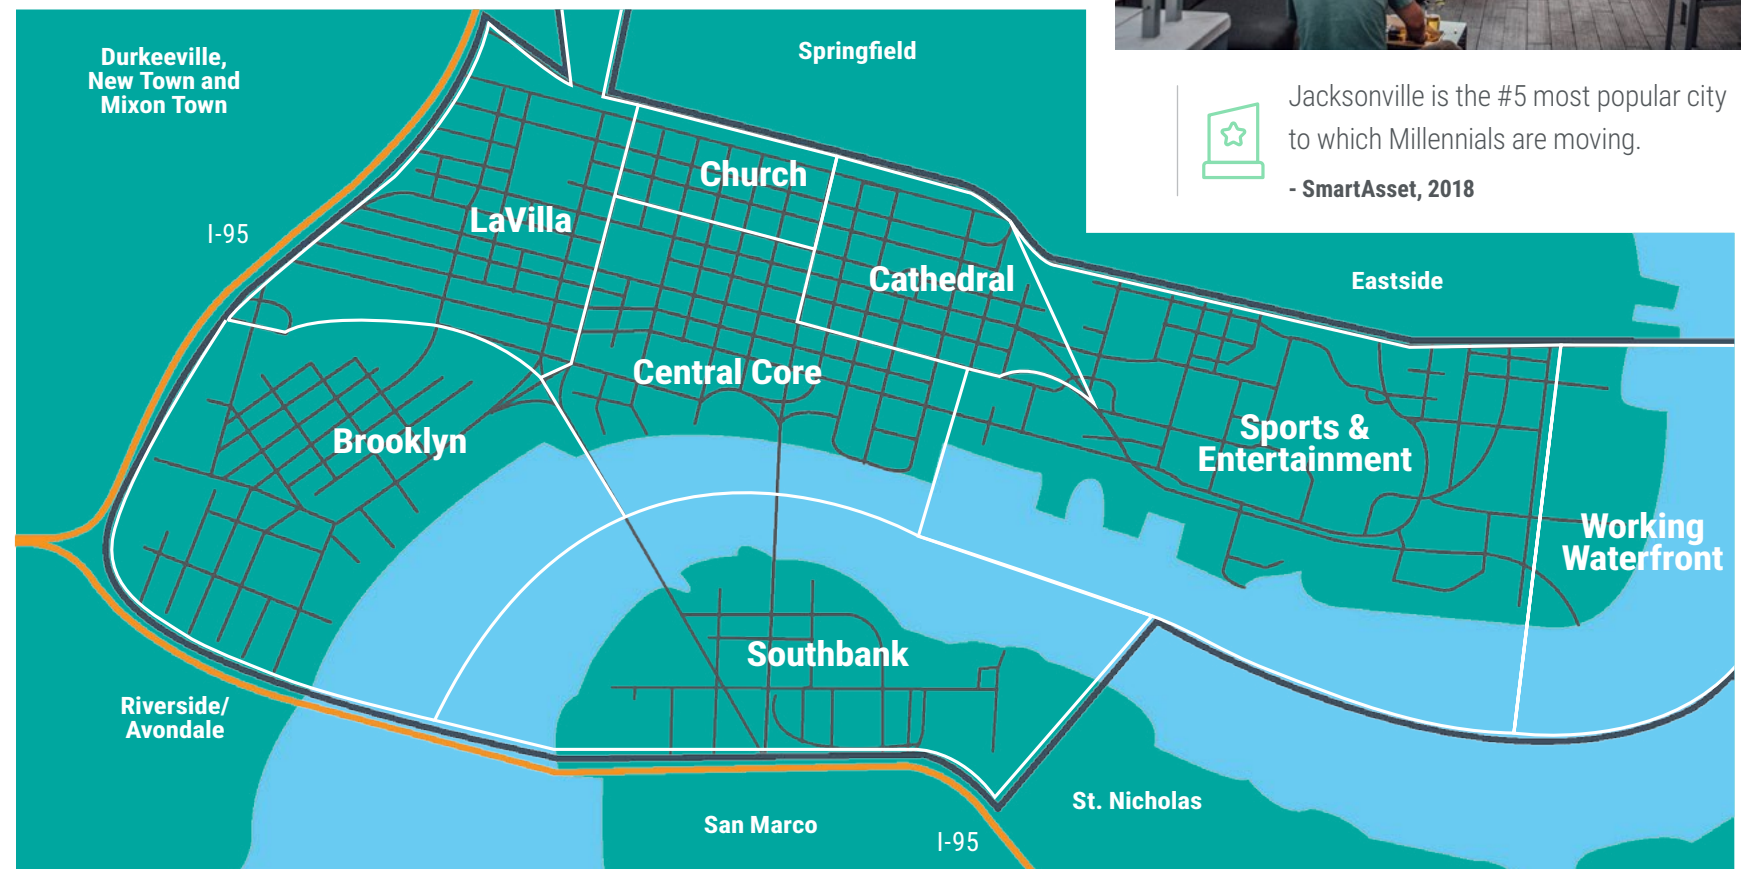 Durkeeville,
New Town and
Mixon Town
Springfield
Jacksonville is the #5 most popular city
to which Millennials are moving.
- SmartAsset, 2018
Church
LaVilla
I-95
Cathedral
Eastside
Central Core
Brooklyn
Sports &
Entertainment
Working
Waterfront
Southbank
Riverside/
Avondale
St. Nicholas
San Marco
I-95